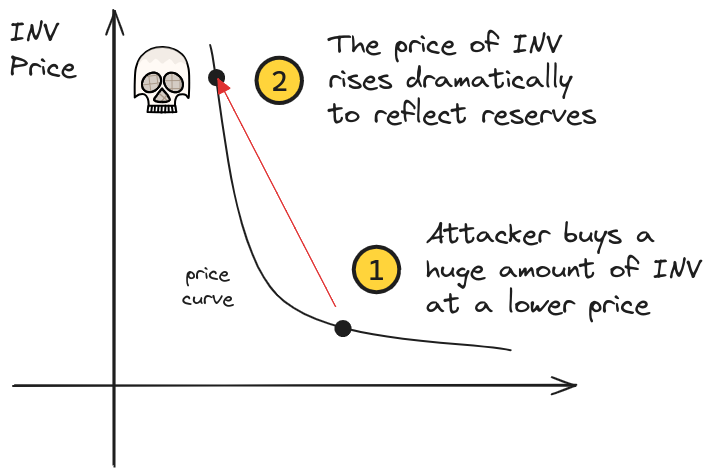 INV
Price
2
The price of INV
rises dramatically
to reflect reserves
1
Attacker buys a
huge amount of INV
at a lower price
price
curve